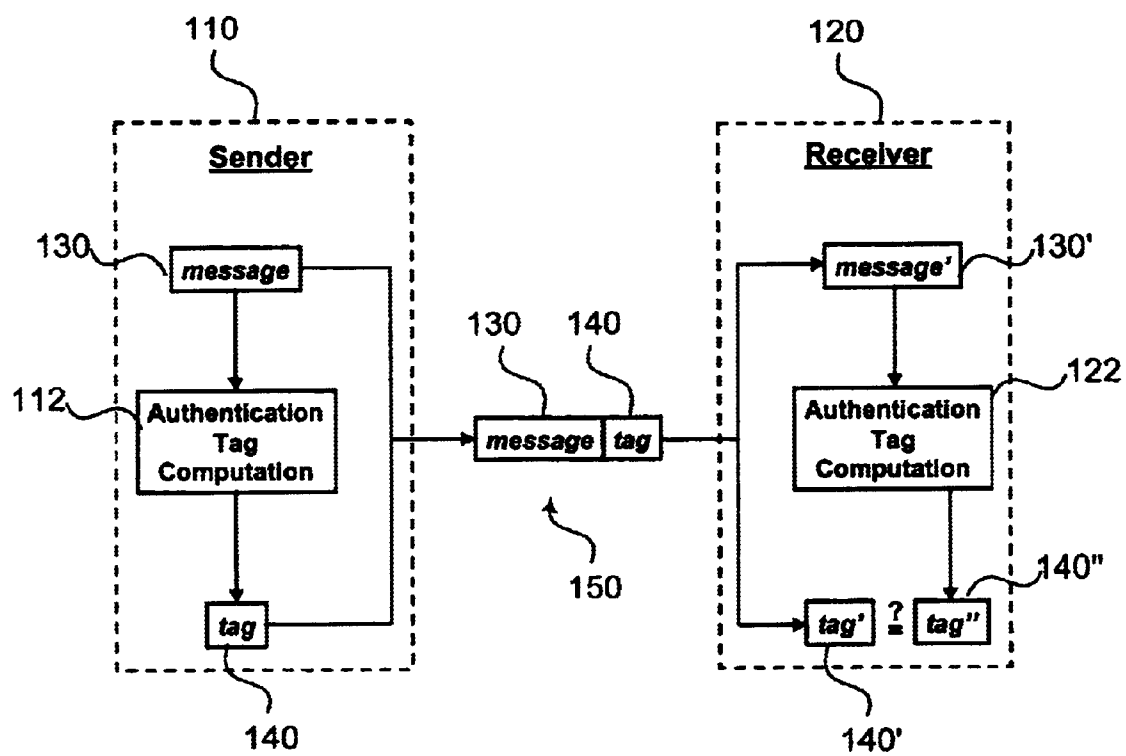 110
120
Sender
Receiver
130
message
message'
130'
130
140
112
Authentication
Tag
Computation
message
tag
Authentication
Tag
Computation
122
150
140"
tag
tag'
?
=
tag"
140
140'